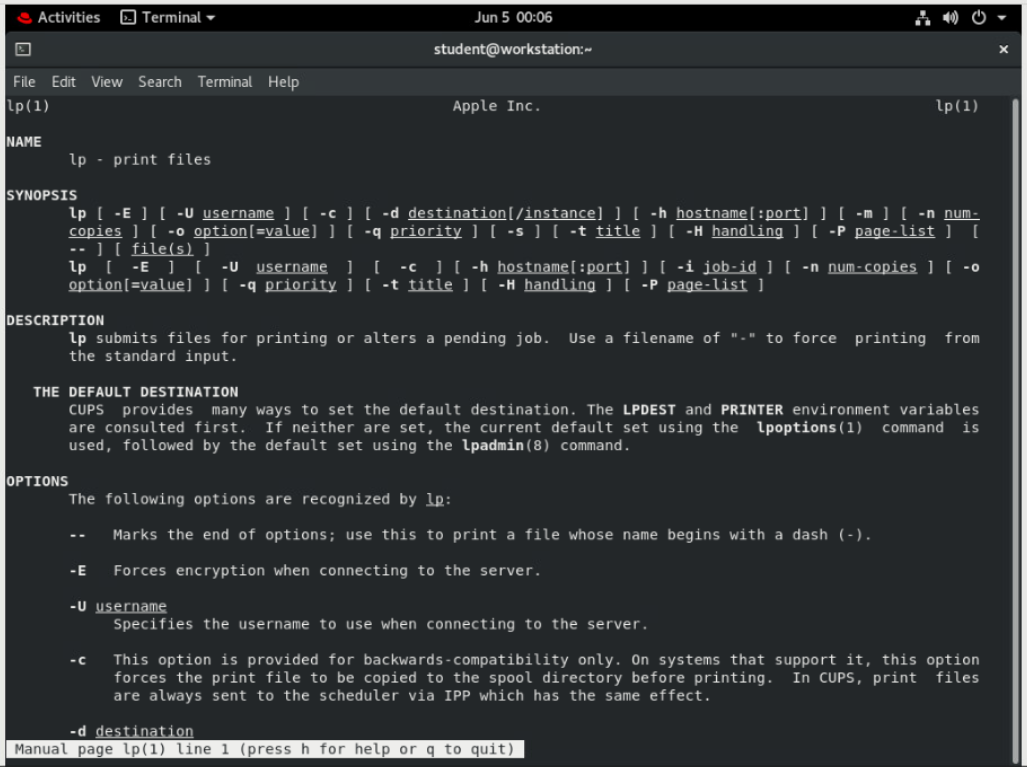 Activities Terminal Jun 5 00:06
student@workstation:~
File Edit View Search Terminal Help
lp(1) Apple Inc. lp(1)
NAME
lp - print files
SYNOPSIS
lp [ -E ] [ -U username ] [ -c ] [ -d destination[/instance] ] [ -h hostname[:port] ] [ -m ] [ -n num-
copies ] [ -o option[=value] ] [ -q priority ] [ -s ] [ -t title ] [ -H handling ] [ -P page-list ] [
-- ] [ file(s) ]
lp [ -E ] [ -U username ] [ -c ] [ -h hostname[:port] ] [ -i job-id ] [ -n num-copies ] [ -o
option[=value] ] [ -q priority ] [ -t title ] [ -H handling ] [ -P page-list ]
DESCRIPTION
lp submits files for printing or alters a pending job. Use a filename of "-" to force printing from
the standard input.
THE DEFAULT DESTINATION
CUPS provides many ways to set the default destination. The LPDEST and PRINTER environment variables
are consulted first. If neither are set, the current default set using the lpoptions(1) command is
used, followed by the default set using the lpadmin(8) command.
OPTIONS
The following options are recognized by lp:
-- Marks the end of options; use this to print a file whose name begins with a dash (-).
-E Forces encryption when connecting to the server.
-U username
Specifies the username to use when connecting to the server.
-c This option is provided for backwards-compatibility only. On systems that support it, this option
forces the print file to be copied to the spool directory before printing. In CUPS, print files
are always sent to the scheduler via IPP which has the same effect.
-d destination
Manual page lp(1) line 1 (press h for help or q to quit)